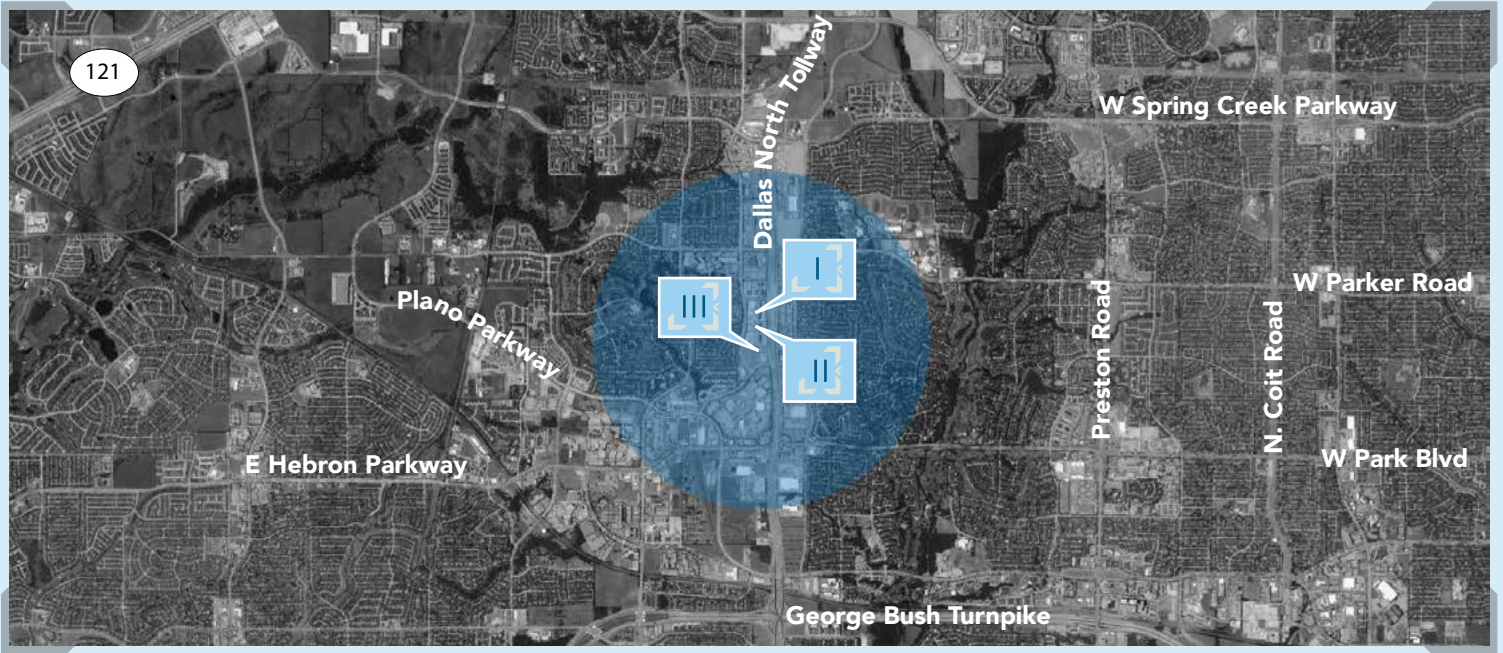 121
Dallas North Tollway
W Spring Creek Parkway
I
III
II
W Parker Road
Plano Parkway
Preston Road
N. Coit Road
E Hebron Parkway
W Park Blvd
George Bush Turnpike